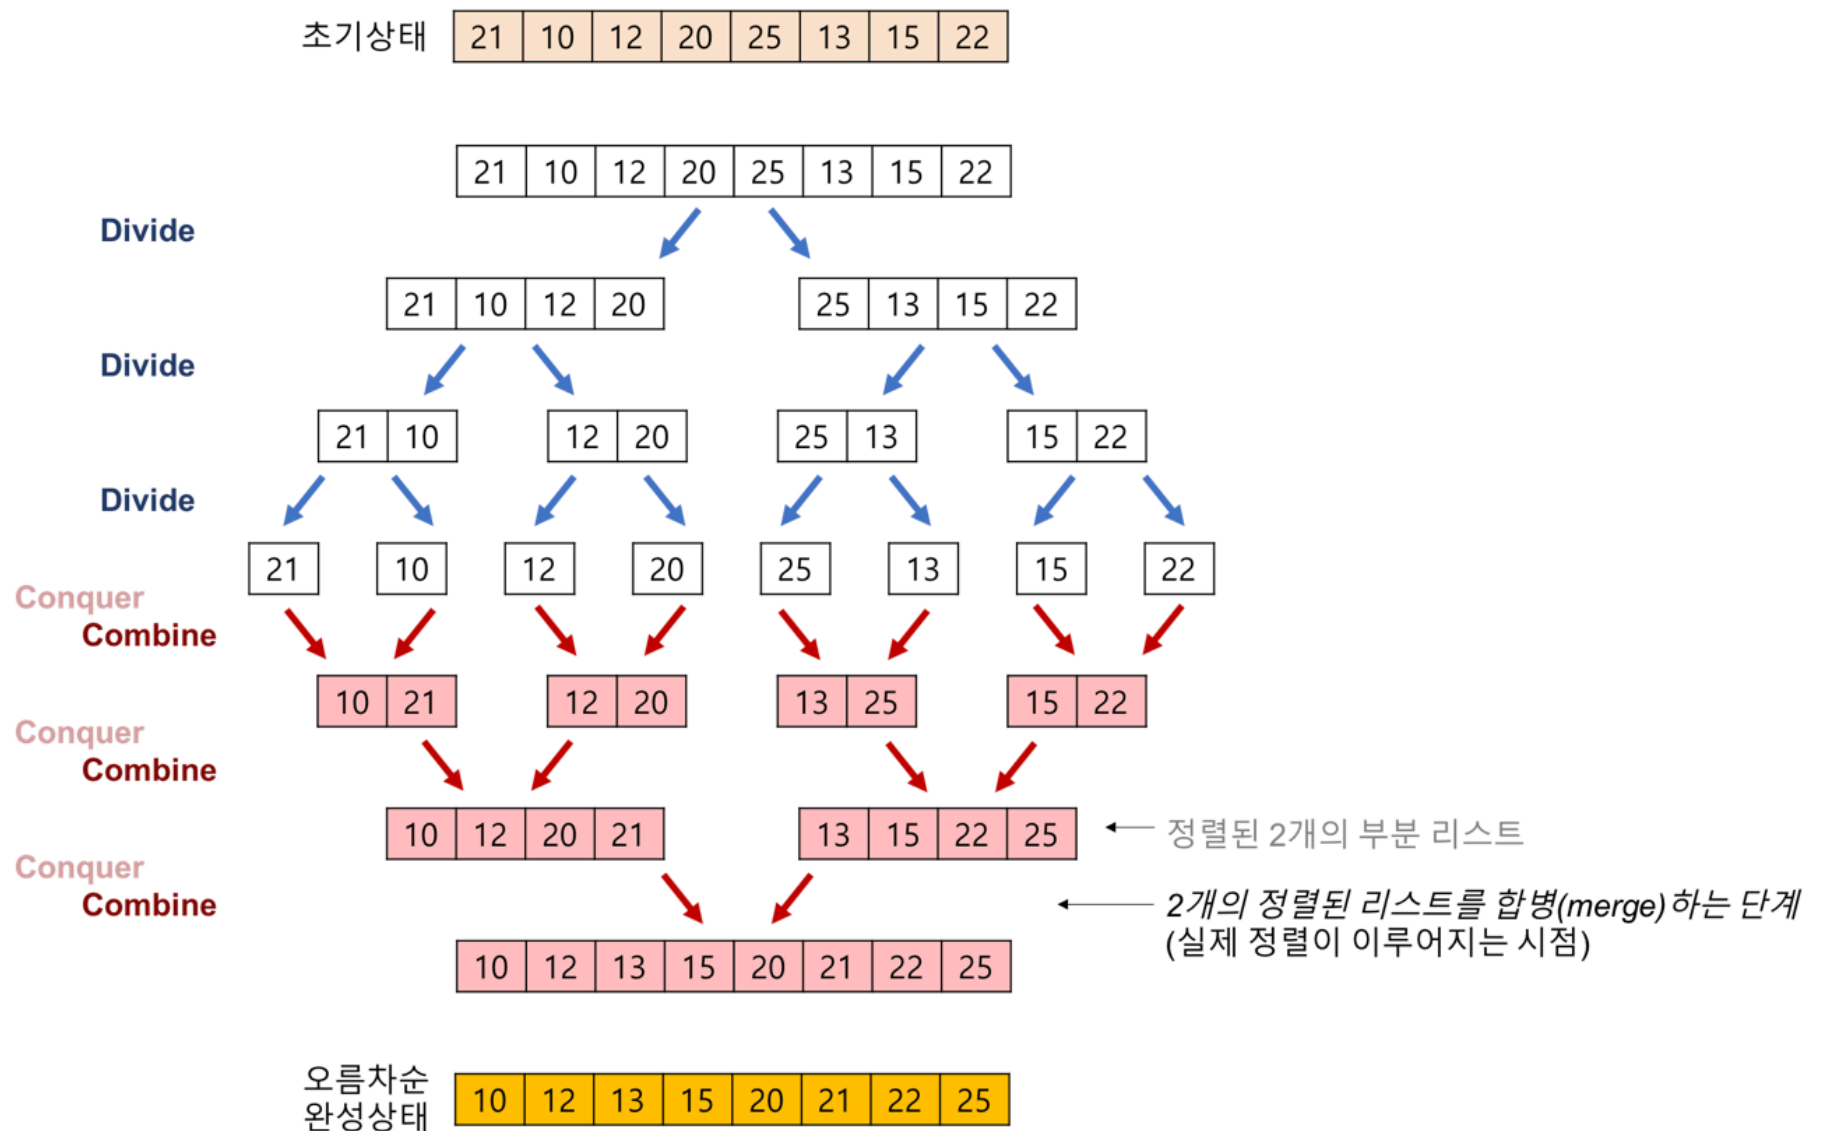 초기상태 21 10 12 20 25 13 15 22
21 10 12 20 25 13 15 22
Divide
21 10 12 20 25 13 15 22
Divide
21 10 12 20 25 13 15 22
Divide
21 10 12 20 25 13 15 22
Conquer
Combine
10 21 12 20 13 25 15 22
Conquer
Combine
10 12 20 21 13 15 22 25 정렬된 2개의 부분 리스트
Conquer
Combine 2개의 정렬된 리스트를 합병(merge)하는 단계
(실제 정렬이 이루어지는 시점)
10 12 13 15 20 21 22 25
오름차순
완성상태 10 12 13 15 20 21 22 25